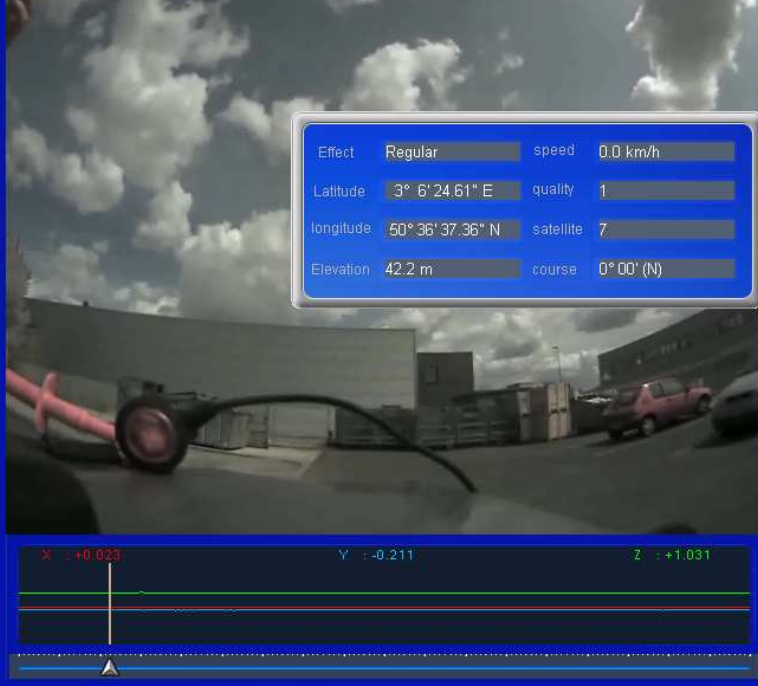 Effect Regular speed 0.0 km/h
Latitude 3° 6' 24.61" E quality 1
longitude 50° 36' 37.36" N satellite 7
Elevation 42.2 m course 0° 00' (N)
X : +0.023 Y : -0.211 Z : +1.031